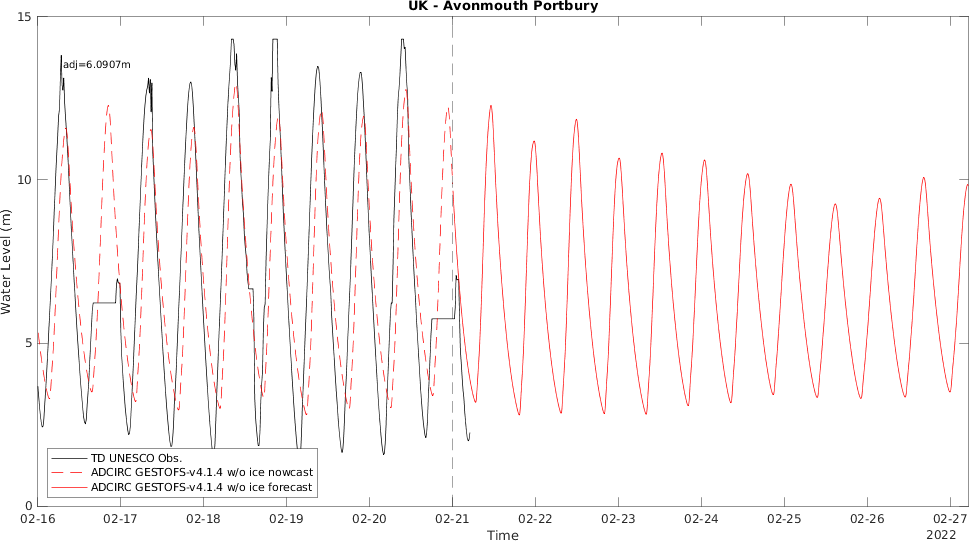 UK - Avonmouth Portbury
15
adj=6.0907m
10
Water Level (m)
5
TD UNESCO Obs.
ADCIRC GESTOFS-v4.1.4 w/o ice nowcast
ADCIRC GESTOFS-v4.1.4 w/o ice forecast
0
02-16 02-17 02-18 02-19 02-20 02-21 02-22 02-23 02-24 02-25 02-26 02-27
Time 2022